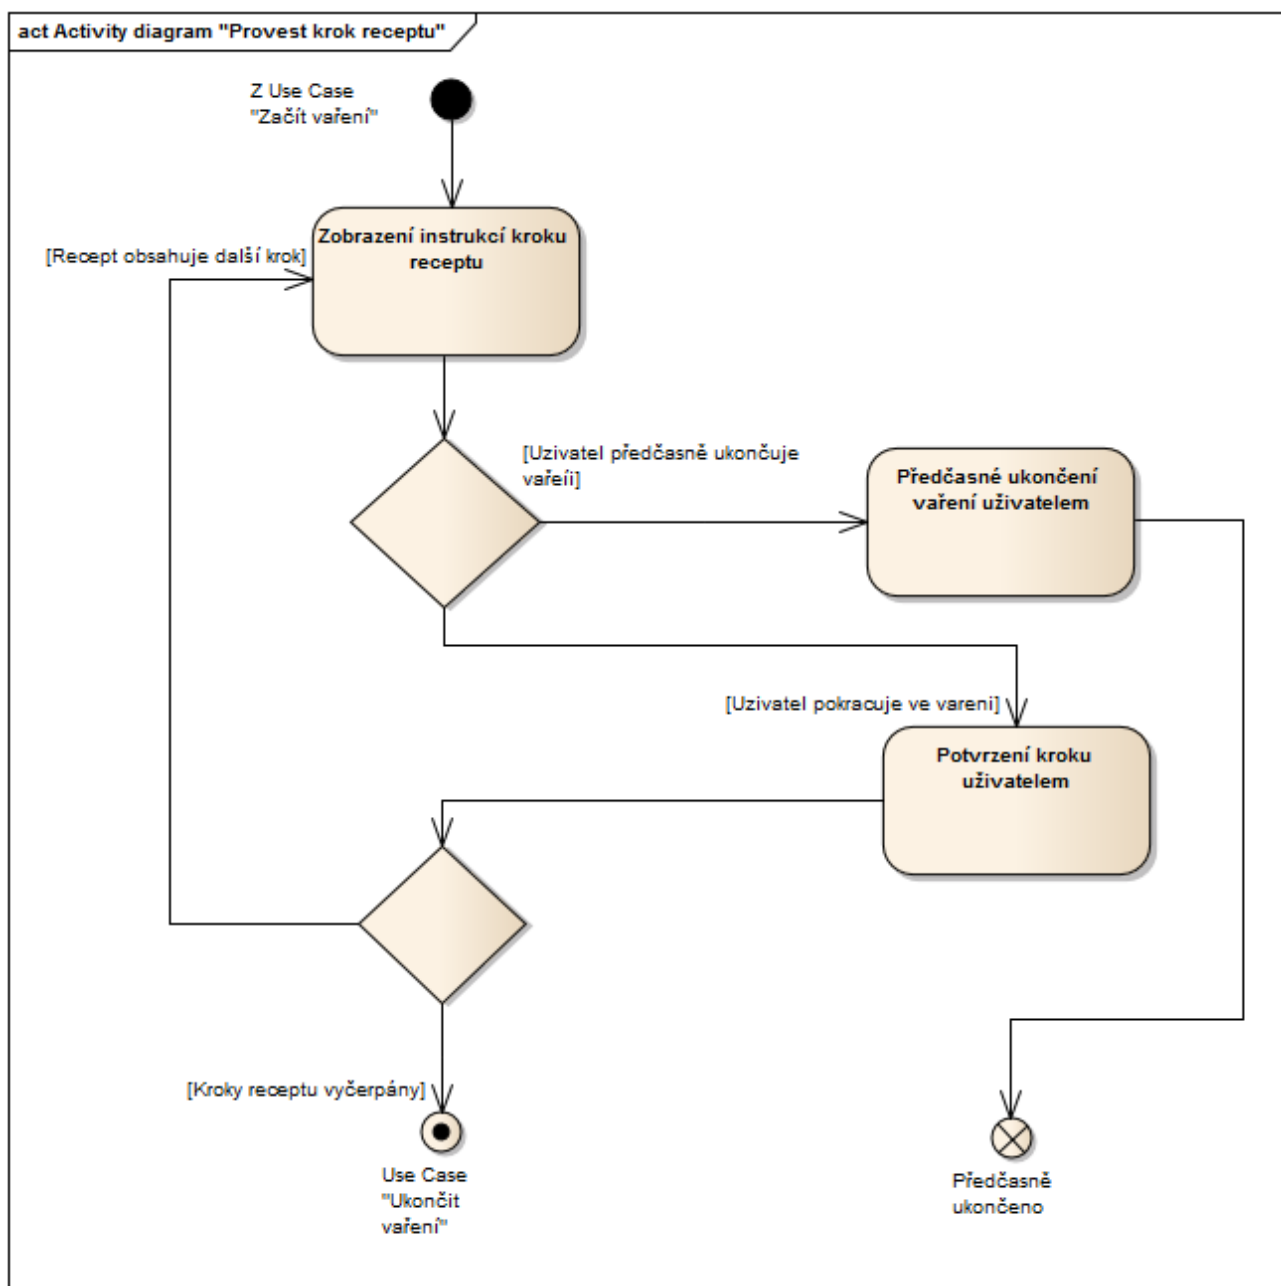 act Activity diagram "Provest krok receptu"
Z Use Case
"Začít vaření"
Zobrazení instrukcí kroku
receptu
[Recept obsahuje další krok]
[Uzivatel předčasně ukončuje
vařeíi]
Předčasné ukončení
vaření uživatelem
[Uzivatel pokracuje ve vareni]
Potvrzení kroku
uživatelem
[Kroky receptu vyčerpány]
Use Case
"Ukončit
vaření"
Předčasně
ukončeno